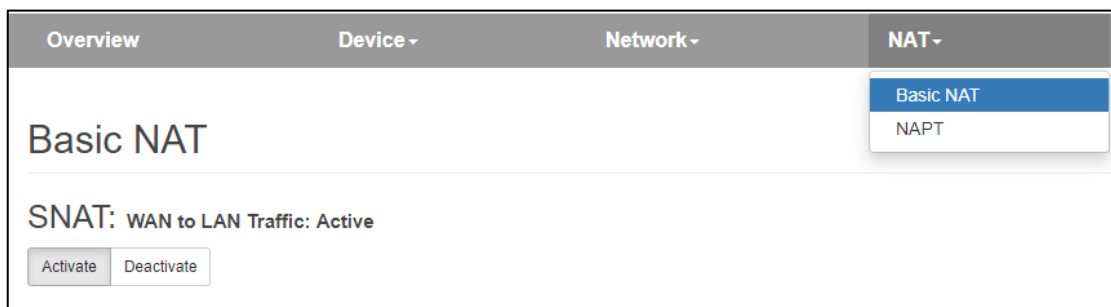 Overview Device Network NAT
Basic NAT
NAPT
Basic NAT
SNAT: WAN to LAN Traffic: Active
Activate Deactivate